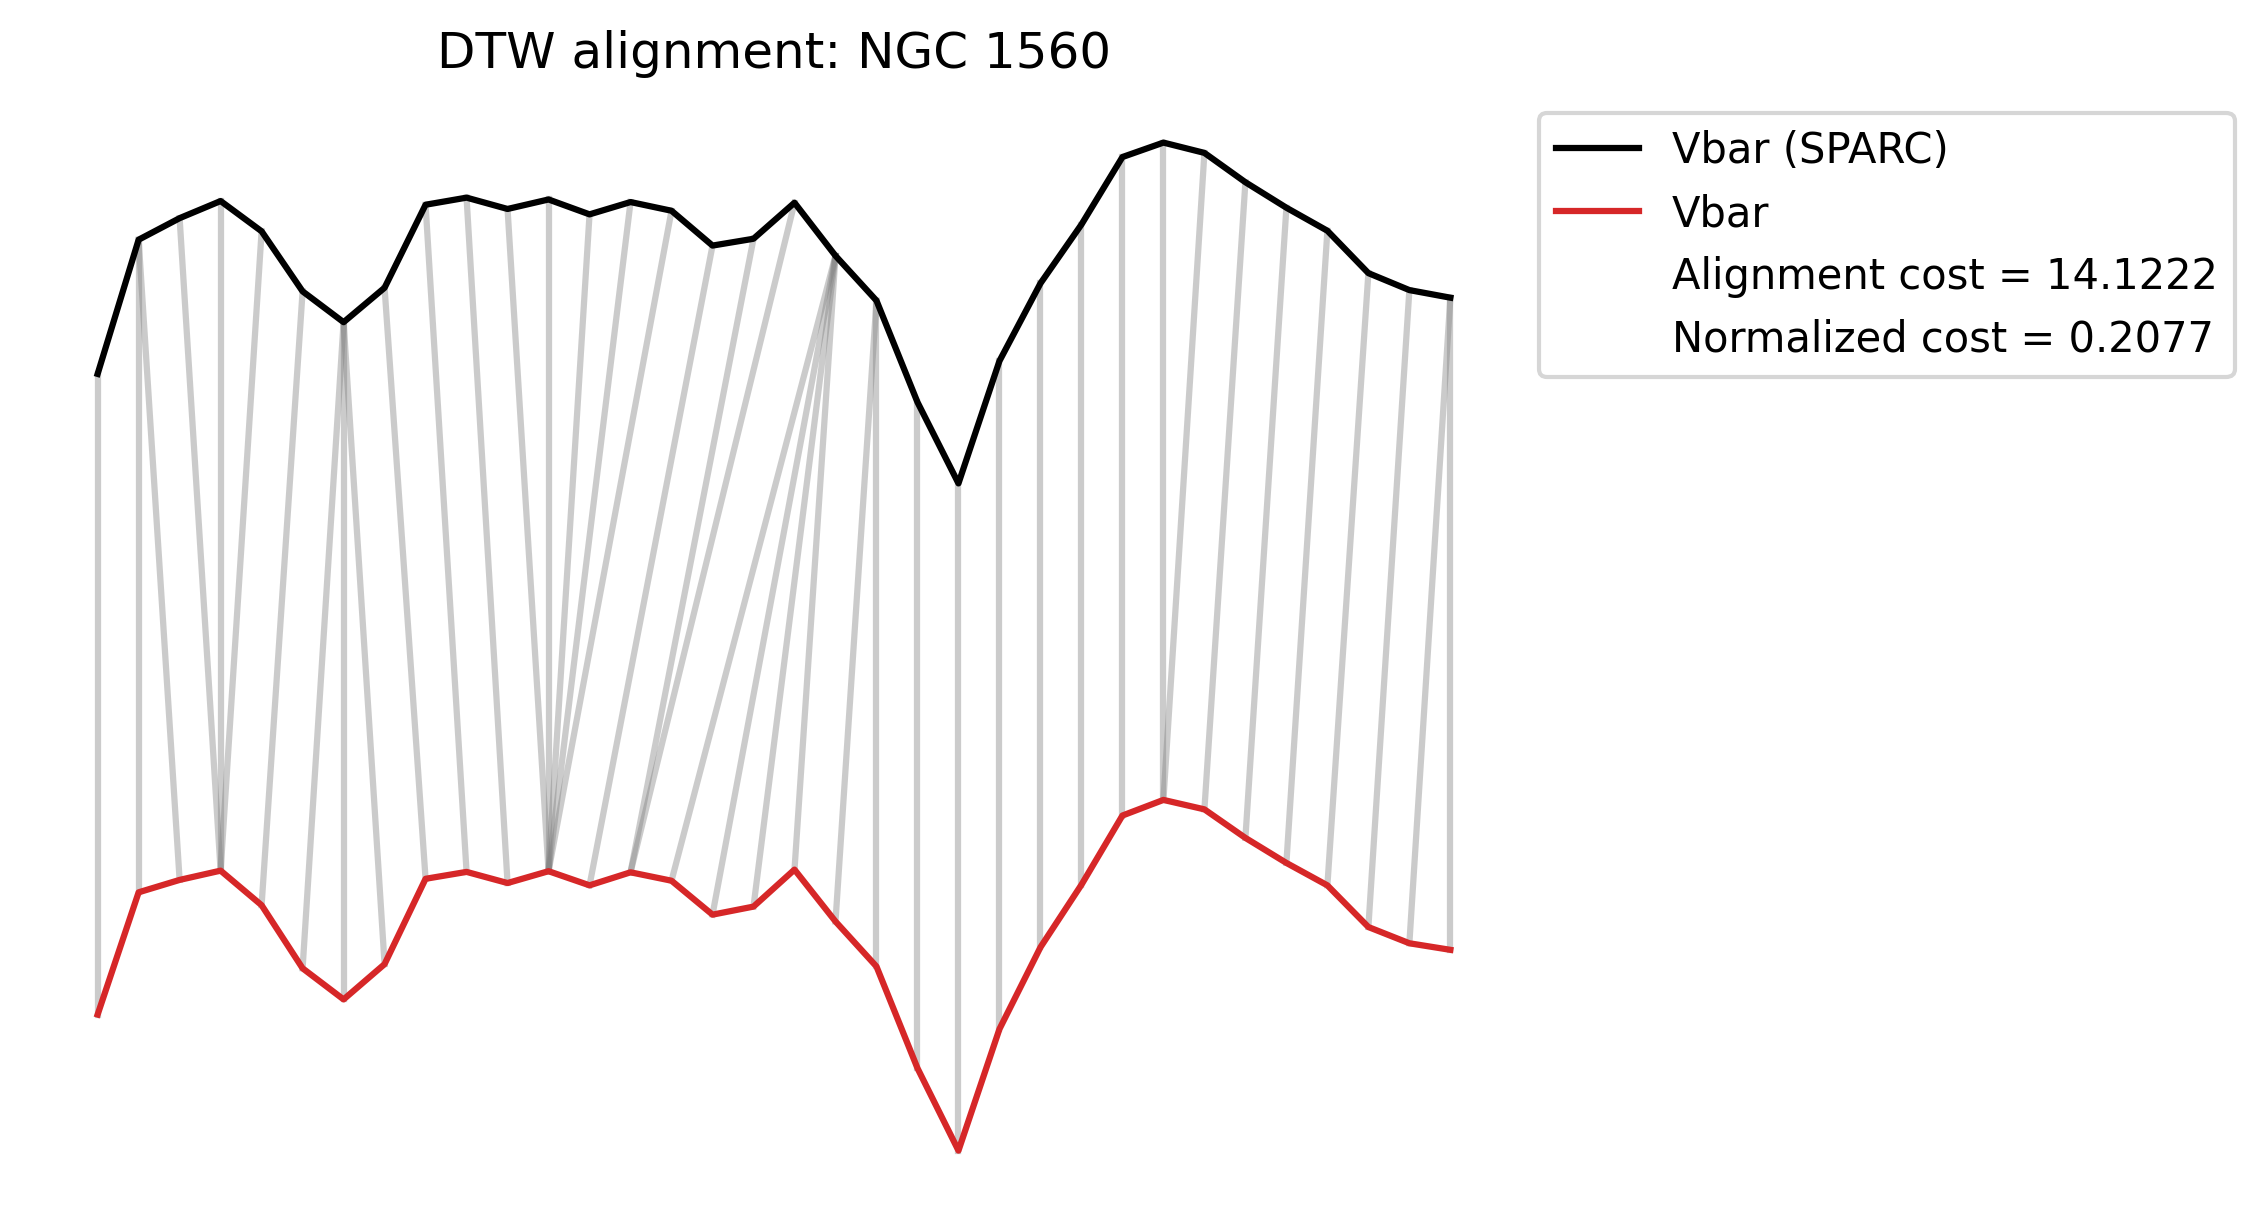 DTW alignment: NGC 1560
Vbar (SPARC)
Vbar
Alignment cost = 14.1222
Normalized cost = 0.2077